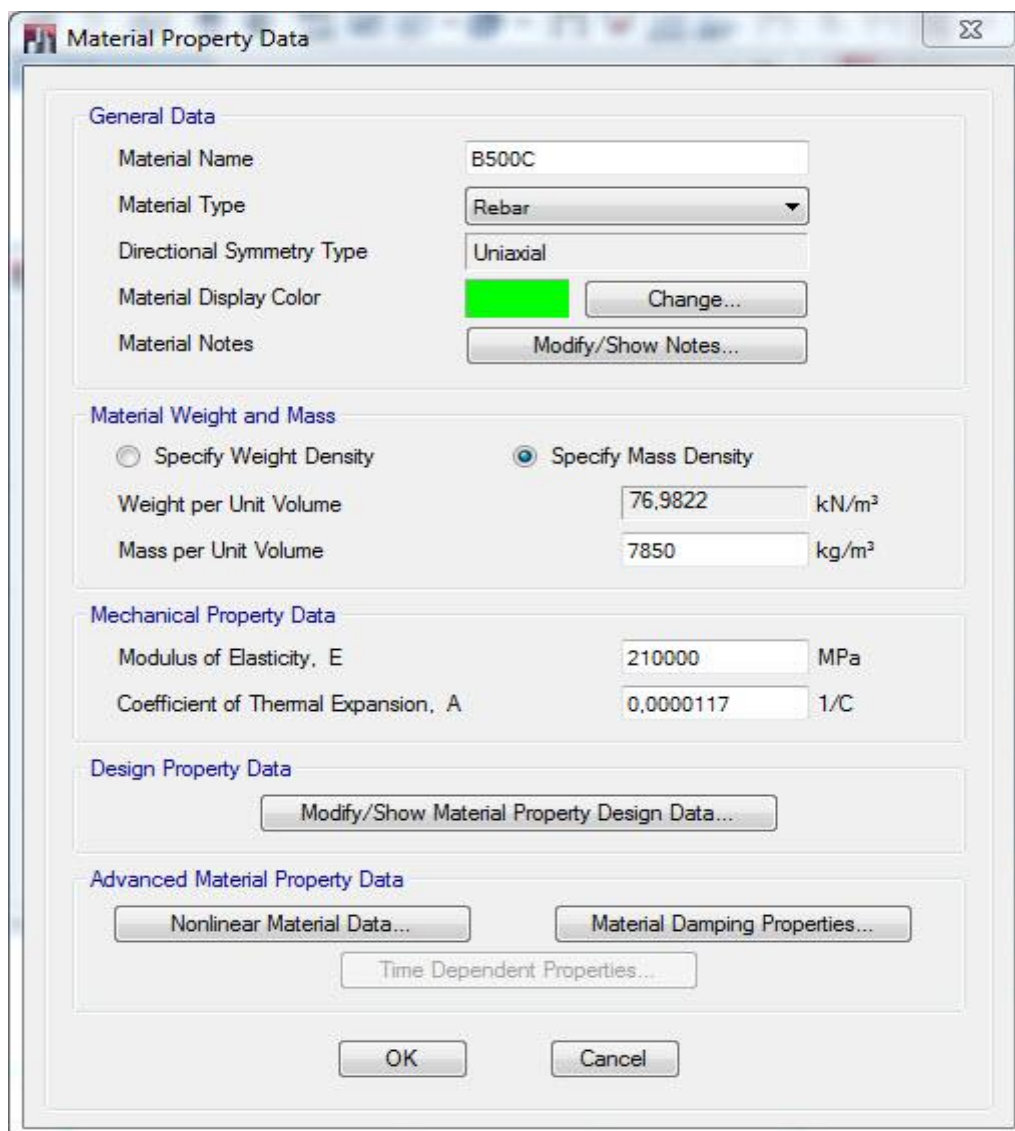 Material Property Data
General Data
Material Name B500C
Material Type Rebar
Directional Symmetry Type Uniaxial
Material Display Color Change...
Material Notes Modify/Show Notes...
Material Weight and Mass
Specify Weight Density Specify Mass Density
Weight per Unit Volume 76,9822 kN/m³
Mass per Unit Volume 7850 kg/m³
Mechanical Property Data
Modulus of Elasticity, E 210000 MPa
Coefficient of Thermal Expansion, A 0,0000117 1/C
Design Property Data
Modify/Show Material Property Design Data...
Advanced Material Property Data
Nonlinear Material Data... Material Damping Properties...
Time Dependent Properties...
OK Cancel